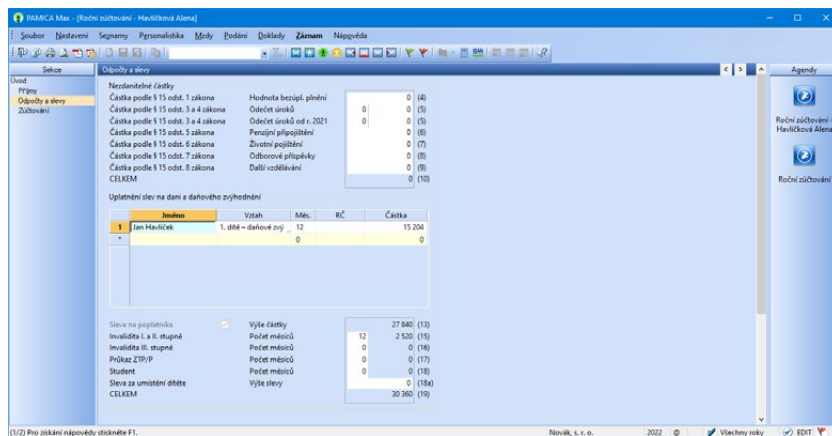 PAMICA Max - [Roční zúčtování - Havlíčková Alena]
Soubor Nastavení Seznamy Personalistika Mzdy Podání Doklady Záznam Nápověda
Sekce Odpočty a slevy < > Agendy
Úvod
Příjmy
Odpočty a slevy
Zúčtování
Nezdanitelné částky
Částka podle § 15 odst. 1 zákona Hodnota bezúpl. plnění 0 (4)
Částka podle § 15 odst. 3 a 4 zákona Odečet úroků 0 0 (5)
Částka podle § 15 odst. 3 a 4 zákona Odečet úroků od r. 2021 0 0 (5)
Částka podle § 15 odst. 5 zákona Penzijní připojištění 0 (6)
Částka podle § 15 odst. 6 zákona Životní pojištění 0 (7)
Částka podle § 15 odst. 7 zákona Odborové příspěvky 0 (8)
Částka podle § 15 odst. 8 zákona Další vzdělávání 0 (9)
CELKEM 0 (10)
Uplatnění slev na dani a daňového zvýhodnění
Jméno Vztah Měs. RČ Částka
1 Jan Havlíček 1. dítě – daňové zvý 12 15 204
* 0 0
Sleva na poplatníka Výše částky 27 840 (13)
Invalidita I. a II. stupně Počet měsíců 12 2 520 (15)
Invalidita III. stupně Počet měsíců 0 0 (16)
Průkaz ZTP/P Počet měsíců 0 0 (17)
Student Počet měsíců 0 0 (18)
Sleva za umístění dítěte Výše slevy 0 (18a)
CELKEM 30 360 (19)
Roční zúčtování -
Havlíčková Alena
Roční zúčtování
(1/2) Pro získání nápovědy stiskněte F1. Novák, s. r. o. 2022 @ Všechny roky EDIT